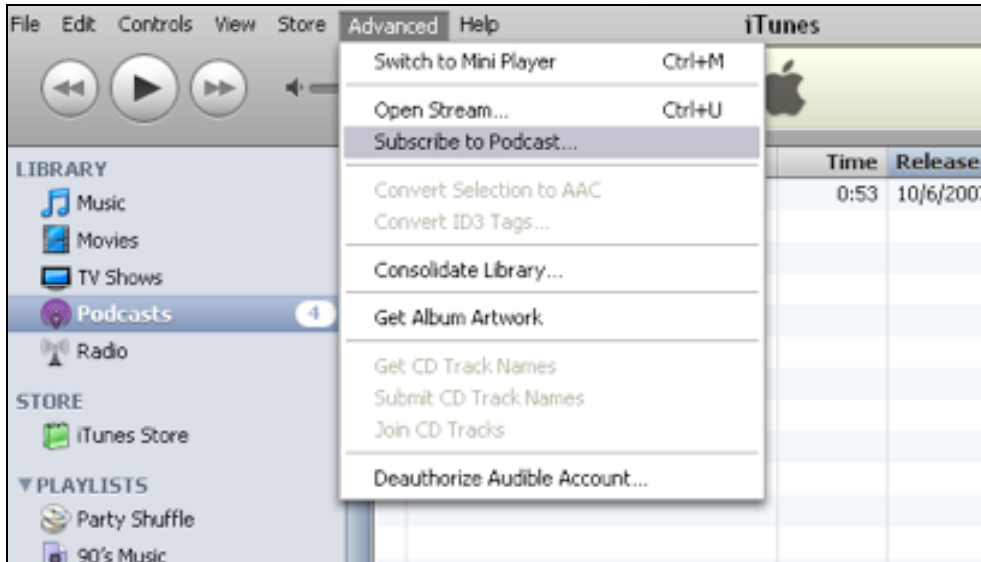 File Edit Controls View Store Advanced Help iTunes
Switch to Mini Player Ctrl+M
Open Stream... Ctrl+U
Subscribe to Podcast...
Convert Selection to AAC
Convert ID3 Tags...
Consolidate Library...
Get Album Artwork
Get CD Track Names
Submit CD Track Names
Join CD Tracks
Deauthorize Audible Account...
LIBRARY
Music
Movies
TV Shows
Podcasts 4
Radio
STORE
iTunes Store
PLAYLISTS
Party Shuffle
90's Music
Time Release
0:53 10/6/200